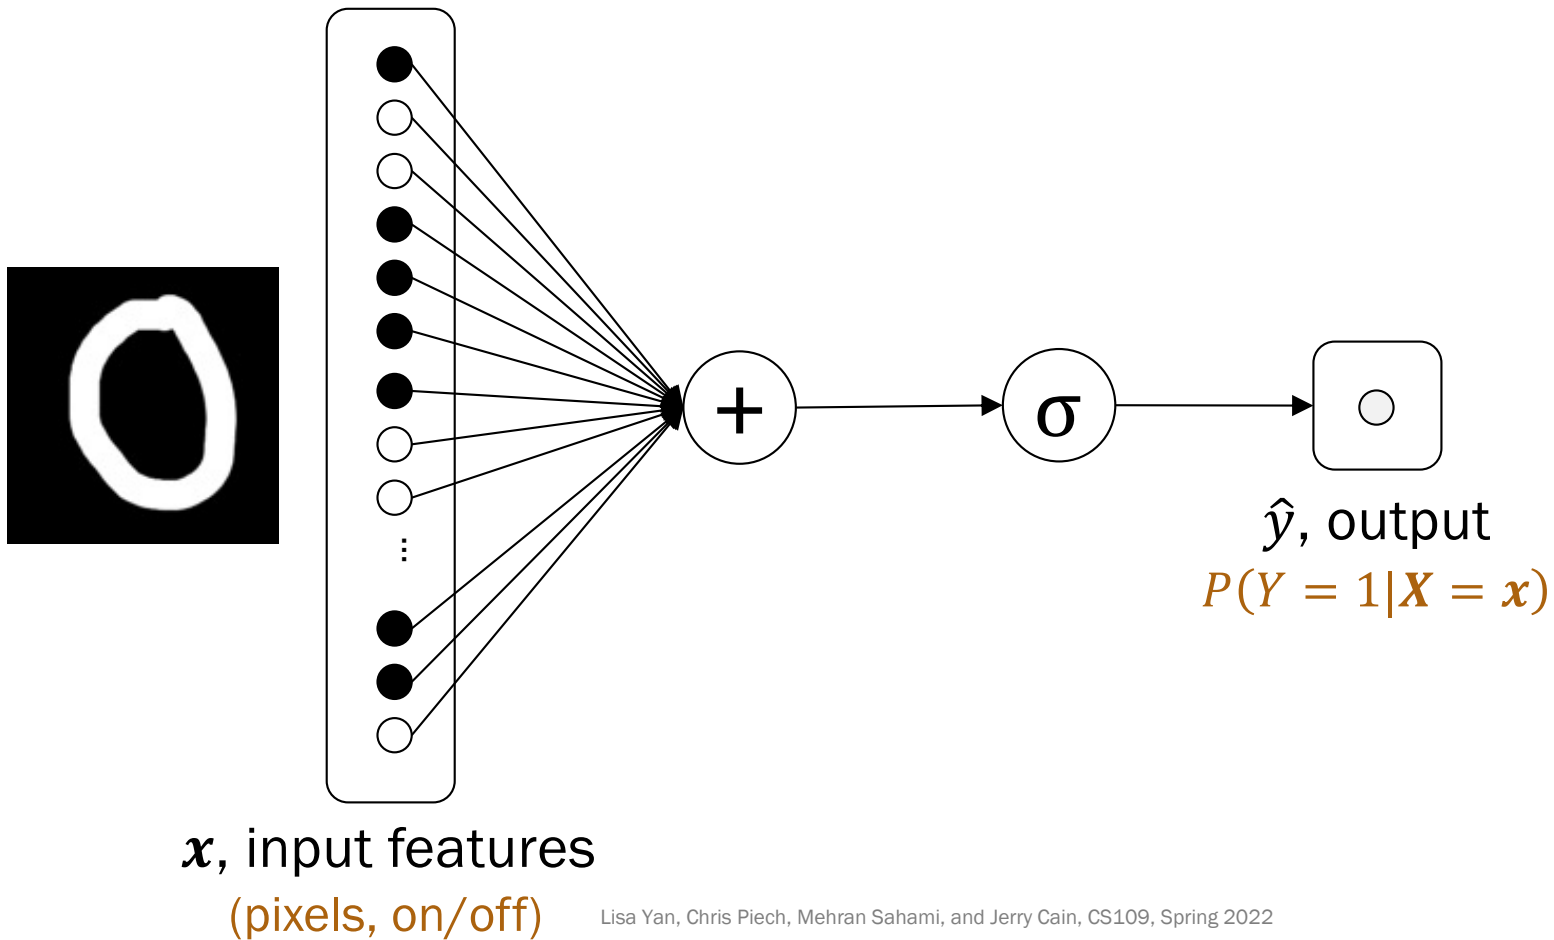 0
...
+
σ
ŷ, output
P(Y = 1|X = x)
x, input features
(pixels, on/off)
Lisa Yan, Chris Piech, Mehran Sahami, and Jerry Cain, CS109, Spring 2022